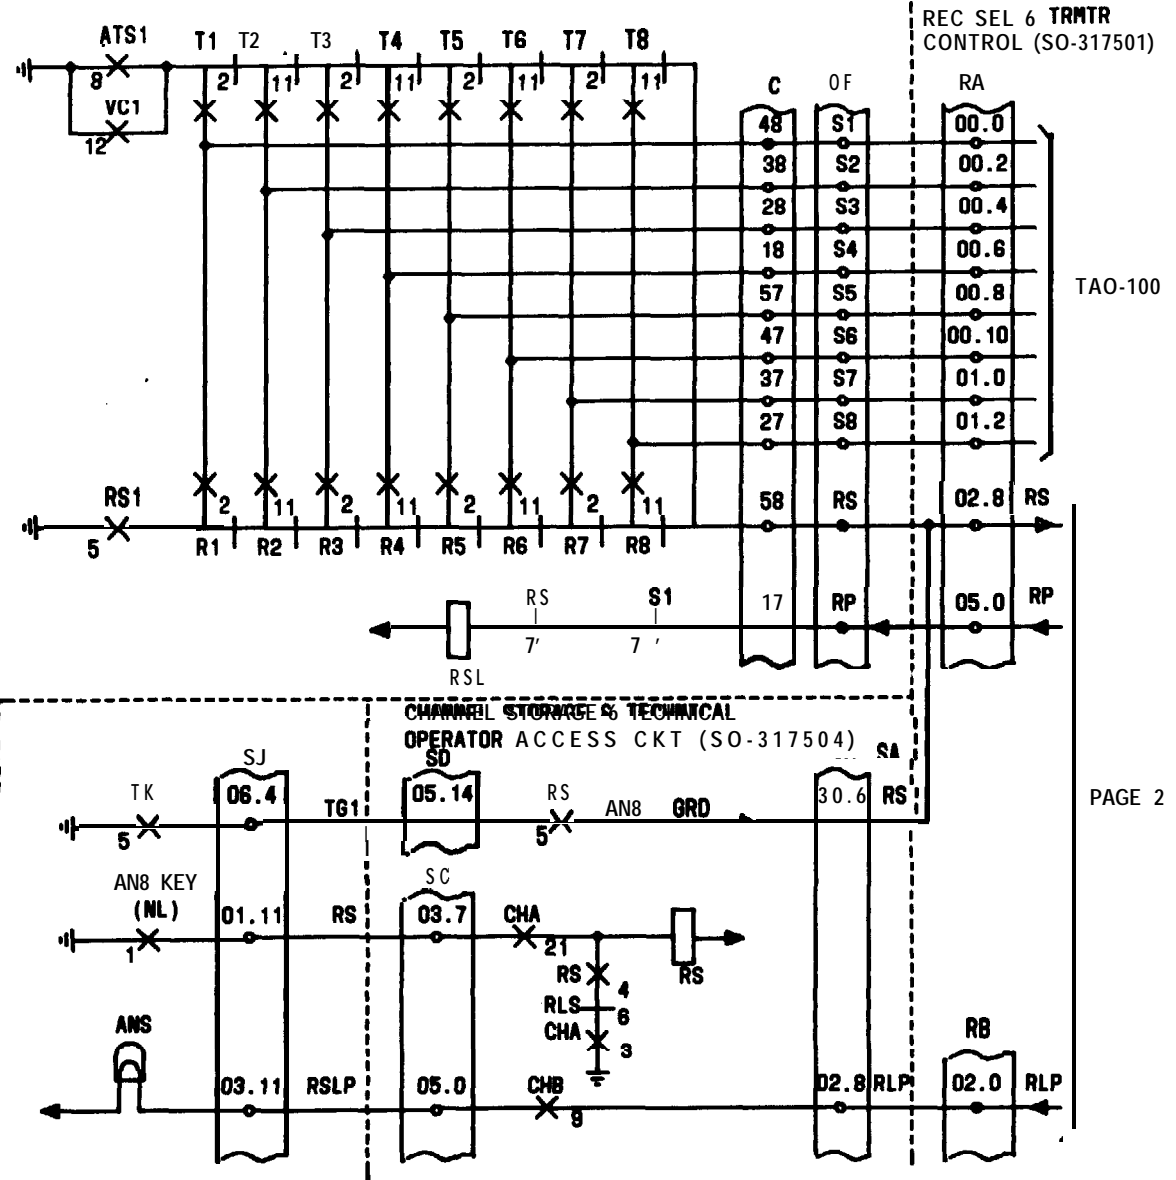 REC SEL 6 TRMTR
CONTROL (SO-317501)
ATS1 T1 T2 T3 T4 T5 T6 T7 T8
8 2 11 2 11 2 11 2 11
VC1
12
C OF RA
48 S1 00.0
38 S2 00.2
28 S3 00.4
18 S4 00.6
57 S5 00.8
47 S6 00.10
37 S7 01.0
27 S8 01.2
TAO-100
RS1 2 11 2 11 2 11 2 11 58 RS 02.8 RS
5 R1 R2 R3 R4 R5 R6 R7 R8
RS S1 17 RP 05.0 RP
7' 7 '
RSL
CHANNEL STORAGE & TECHNICAL
OPERATOR ACCESS CKT (SO-317504)
SJ SD SA
TK 06.4 TG1 05.14 RS AN8 GRD 30.6 RS
5 5
PAGE 2
AN8 KEY
(NL)
SC
01.11 RS 03.7 CHA
1 21
RS RS
4
RLS
6
CHA
3
ANS RB
03.11 RSLP 05.0 CHB 02.8 RLP 02.0 RLP
9